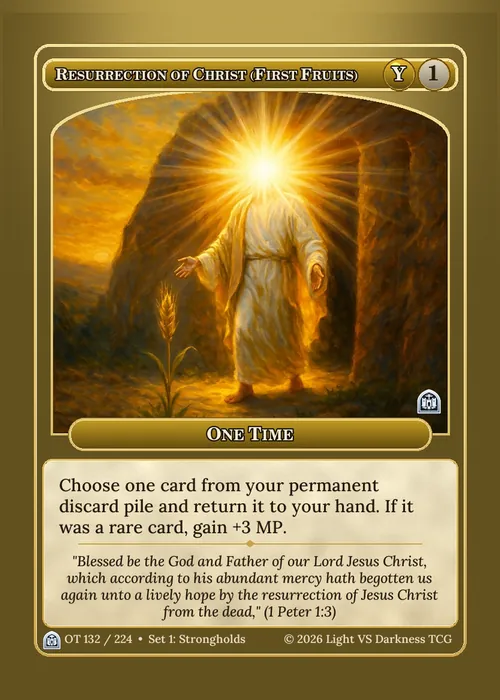 Resurrection of Christ (First Fruits) Y 1
One Time
Choose one card from your permanent
discard pile and return it to your hand. If it
was a rare card, gain +3 MP.
"Blessed be the God and Father of our Lord Jesus Christ,
which according to his abundant mercy hath begotten us
again unto a lively hope by the resurrection of Jesus Christ
from the dead," (1 Peter 1:3)
OT 132 / 224 • Set 1: Strongholds © 2026 Light VS Darkness TCG